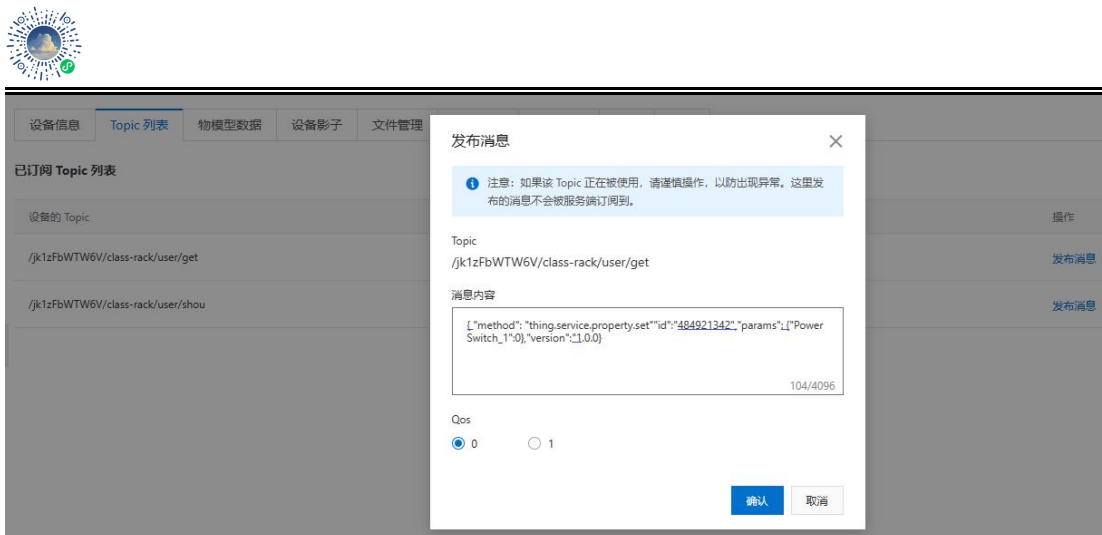 设备信息 Topic 列表 物模型数据 设备影子 文件管理
已订阅 Topic 列表
设备的 Topic 操作
/jk1zFbWTW6V/class-rack/user/get 发布消息
/jk1zFbWTW6V/class-rack/user/shou 发布消息
发布消息
注意：如果该 Topic 正在被使用，请谨慎操作，以防出现异常。这里发
布的消息不会被服务端订阅到。
Topic
/jk1zFbWTW6V/class-rack/user/get
消息内容
{ "method": "thing.service.property.set""id":"484921342","params": {"Power
Switch_1":0},"version":"1.0.0}
104/4096
Qos
0 1
确认 取消